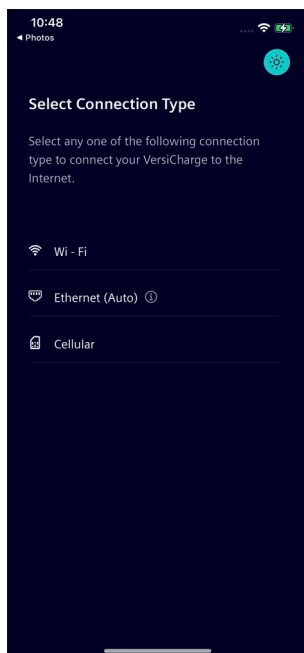 10:48
◀ Photos
Select Connection Type
Select any one of the following connection
type to connect your VersiCharge to the
Internet.
Wi - Fi
Ethernet (Auto)
Cellular